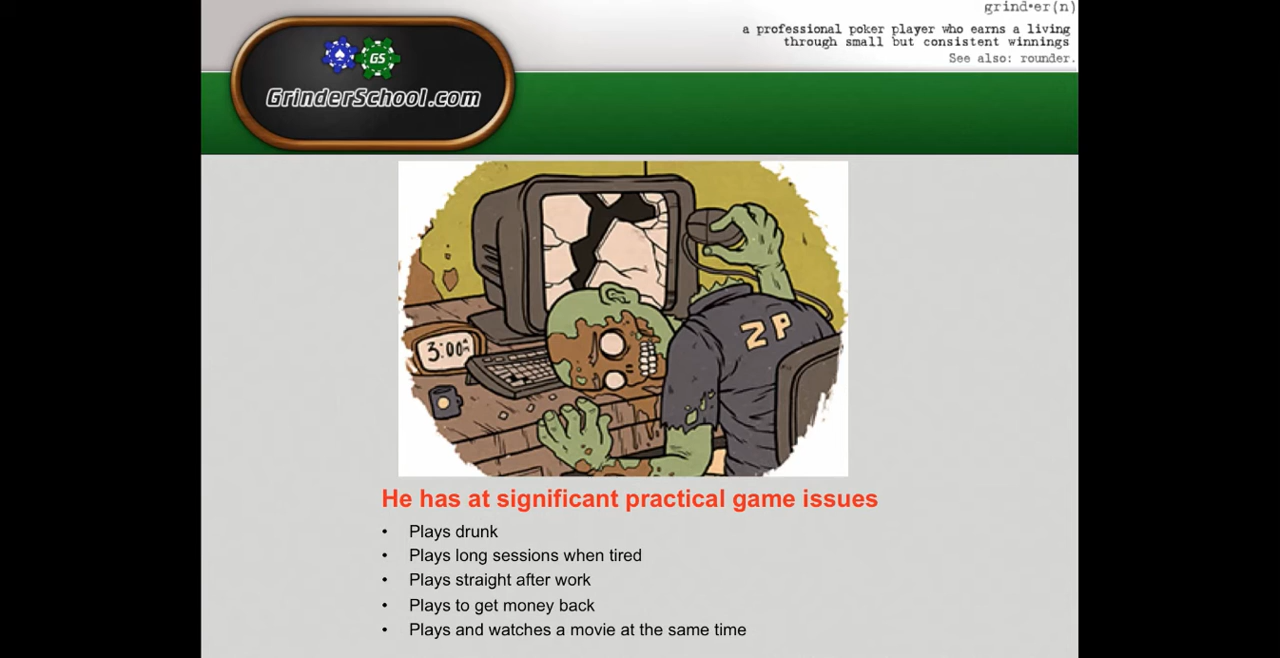 grind•er(n)
a professional poker player who earns a living
through small but consistent winnings
See also: rounder.
GS
GrinderSchool.com
ZP
3:00
He has at significant practical game issues
• Plays drunk
• Plays long sessions when tired
• Plays straight after work
• Plays to get money back
• Plays and watches a movie at the same time